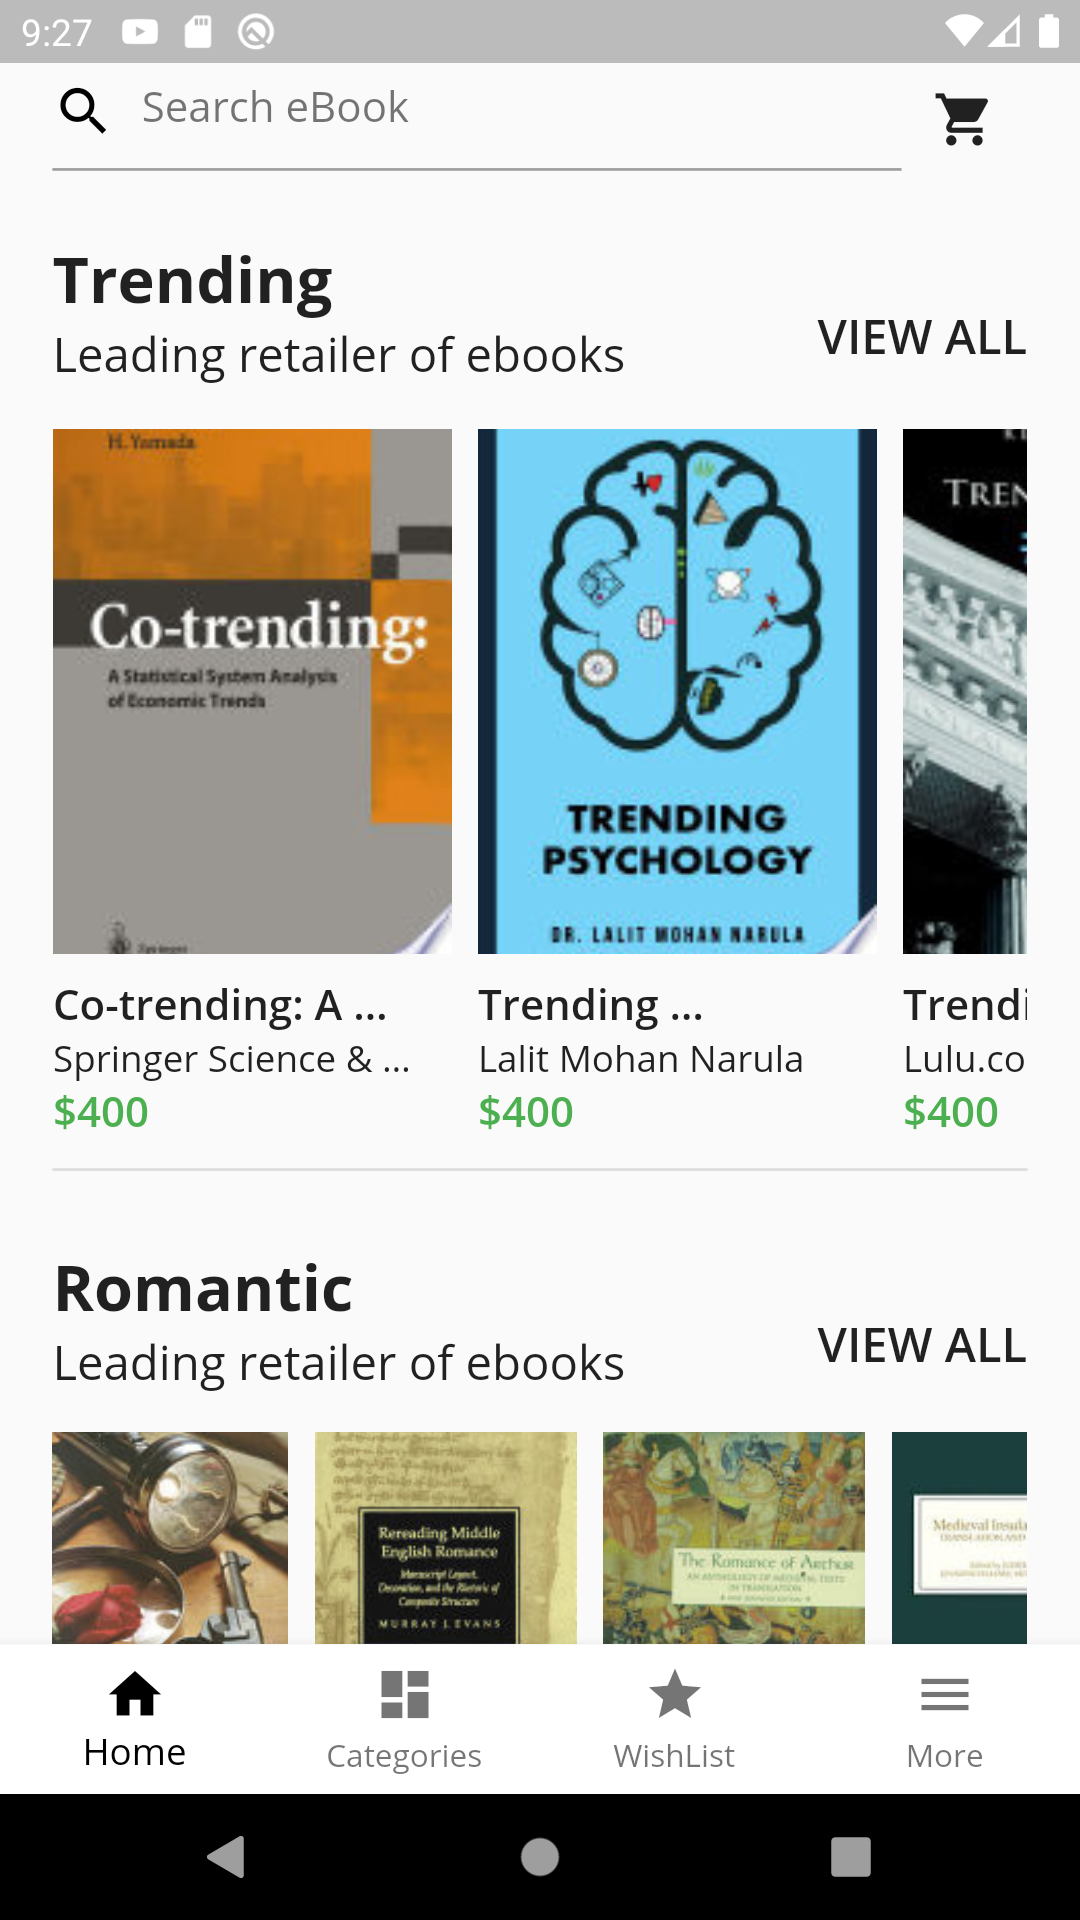 9:27
Search eBook
Trending
Leading retailer of ebooks
VIEW ALL
H. Yamada
Co-trending:
A Statistical System Analysis
of Economic Trends
Springer
TRENDING
PSYCHOLOGY
DR. LALIT MOHAN NARULA
TREN
Co-trending: A ...
Springer Science & ...
$400
Trending ...
Lalit Mohan Narula
$400
Trendi
Lulu.co
$400
Romantic
Leading retailer of ebooks
VIEW ALL
Rereading Middle
English Romance
Manuscript Layout,
Decoration, and the Rhetoric of
Composite Structure
MURRAY J. EVANS
The Romance of Arthur
AN ANTHOLOGY OF MEDIEVAL TEXTS
IN TRANSLATION
Medieval Insula
TRANSLATION AND
Home
Categories
WishList
More